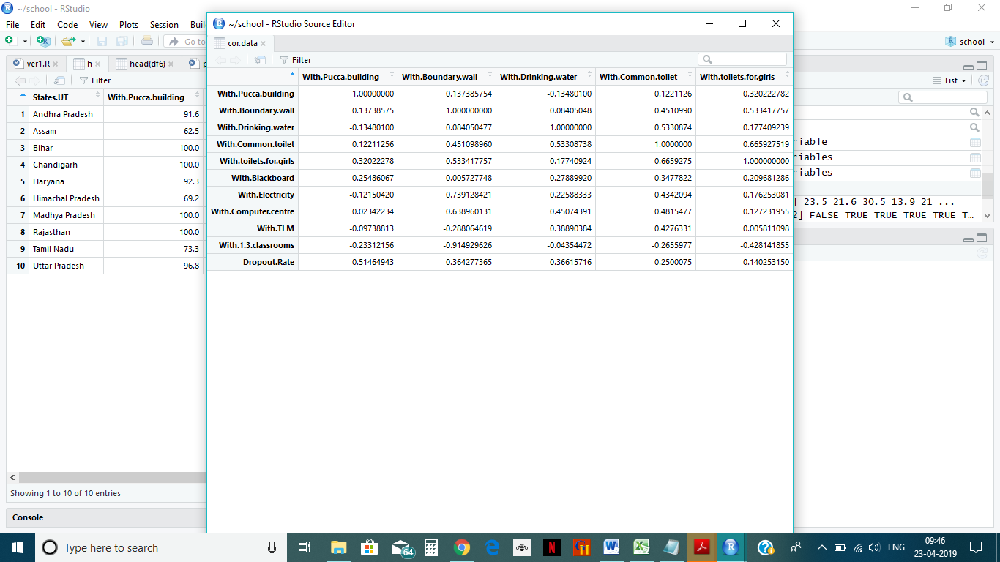 ~/school - RStudio
File Edit Code View Plots Session
Go to
school
ver1.R h head(df6)
Filter
List
States.UT With.Pucca.building
1 Andhra Pradesh 91.6
2 Assam 62.5
3 Bihar 100.0
4 Chandigarh 100.0
5 Haryana 92.3
6 Himachal Pradesh 69.2
7 Madhya Pradesh 100.0
8 Rajasthan 100.0
9 Tamil Nadu 73.3
10 Uttar Pradesh 96.8
Showing 1 to 10 of 10 entries
Console
~/school - RStudio Source Editor
cor.data
Filter
With.Pucca.building With.Boundary.wall With.Drinking.water With.Common.toilet With.toilets.for.girls
With.Pucca.building 1.00000000 0.137385754 -0.13480100 0.1221126 0.320222782
With.Boundary.wall 0.13738575 1.000000000 0.08405048 0.4510990 0.533417757
With.Drinking.water -0.13480100 0.084050477 1.00000000 0.5330874 0.177409239
With.Common.toilet 0.12211256 0.451098960 0.53308738 1.0000000 0.665927519
With.toilets.for.girls 0.32022278 0.533417757 0.17740924 0.6659275 1.000000000
With.Blackboard 0.25486067 -0.005727748 0.27889920 0.3477822 0.209681286
With.Electricity -0.12150420 0.739128421 0.22588333 0.4342094 0.176253081
With.Computer.centre 0.02342234 0.638960131 0.45074391 0.4815477 0.127231955
With.TLM -0.09738813 -0.288064619 0.38890384 0.4276331 0.005811098
With.1.3.classrooms -0.23312156 -0.914929626 -0.04354472 -0.2655977 -0.428141855
Dropout.Rate 0.51464943 -0.364277365 -0.36615716 -0.2500075 0.140253150
riable
riables
riables
] 23.5 21.6 30.5 13.9 21 ...
2] FALSE TRUE TRUE TRUE TRUE T...
Type here to search
64
ENG
09:46
23-04-2019